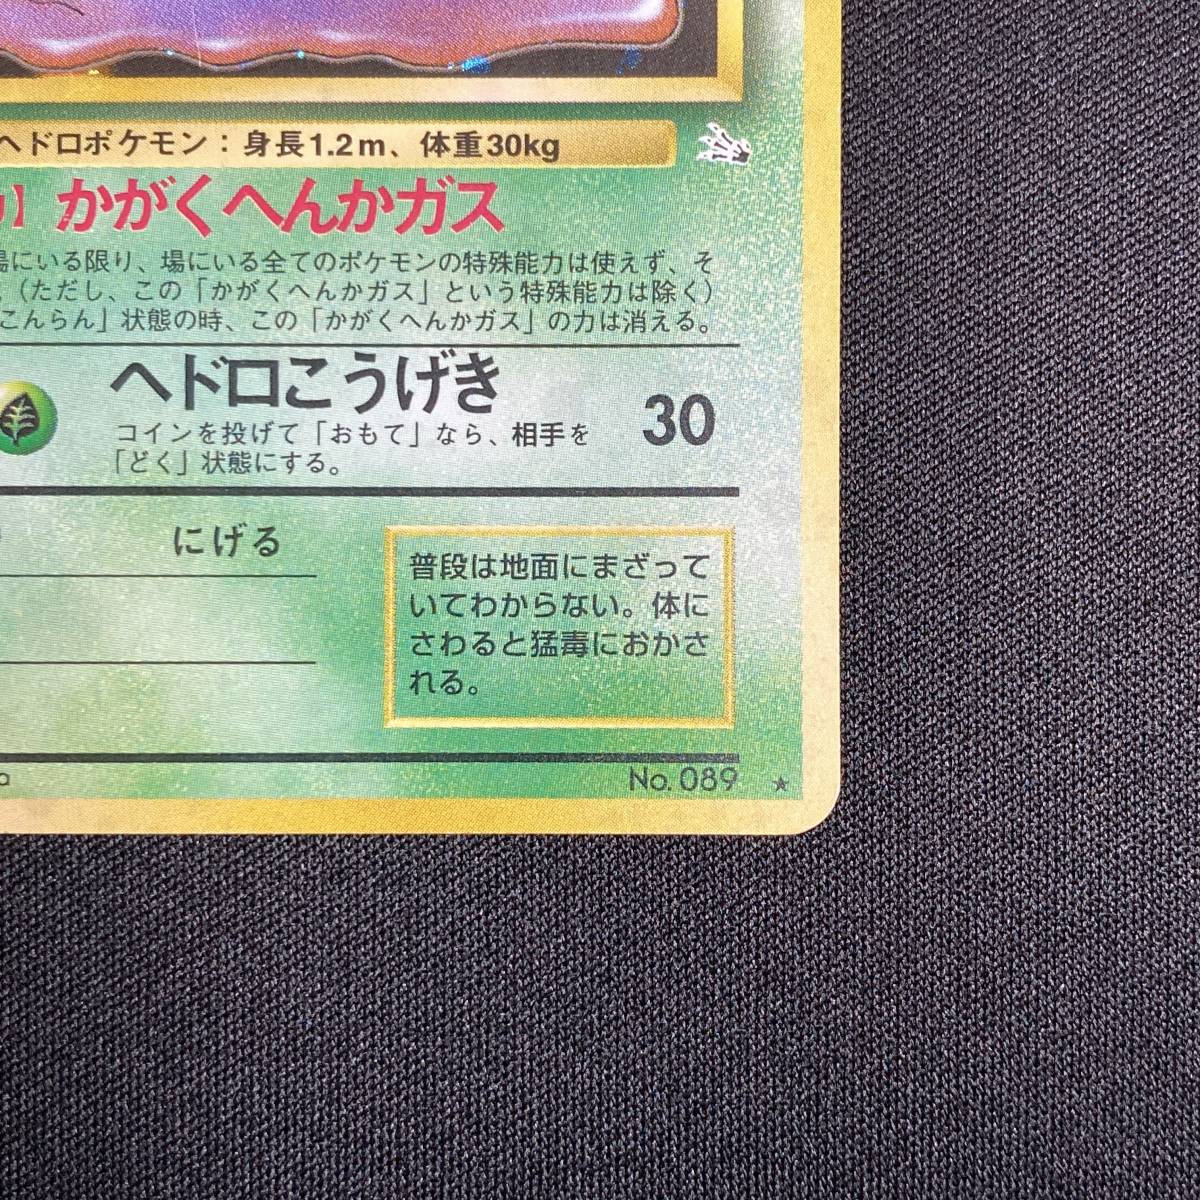 ヘドロポケモン：身長1.2m、体重30kg
】かがくへんかガス
場にいる限り、場にいる全てのポケモンの特殊能力は使えず、そ
（ただし、この「かがくへんかガス」という特殊能力は除く）
こんらん」状態の時、この「かがくへんかガス」の力は消える。
ヘドロこうげき
30
コインを投げて「おもて」なら、相手を
「どく」状態にする。
にげる
普段は地面にまざって
いてわからない。体に
さわると猛毒におかさ
れる。
a
No. 089 ★